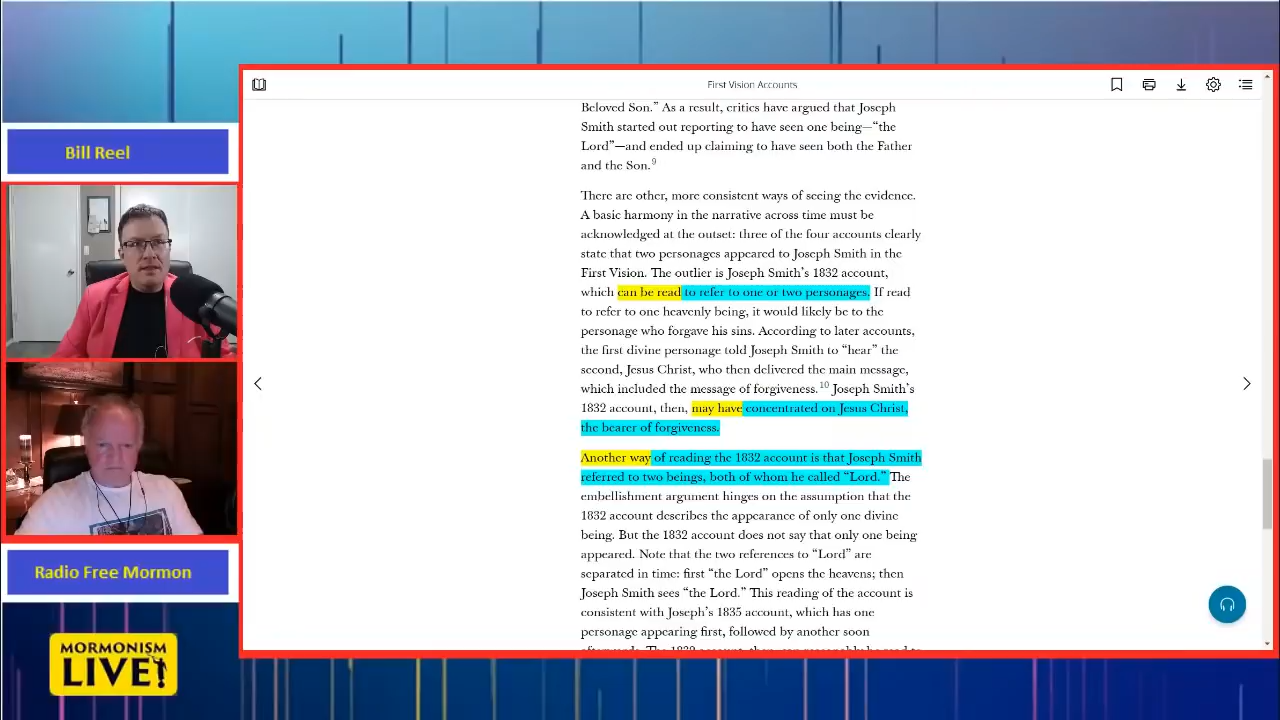 Bill Reel
Radio Free Mormon
MORMONISM
LIVE!
First Vision Accounts
Beloved Son.” As a result, critics have argued that Joseph
Smith started out reporting to have seen one being—“the
Lord”—and ended up claiming to have seen both the Father
and the Son.9
There are other, more consistent ways of seeing the evidence.
A basic harmony in the narrative across time must be
acknowledged at the outset: three of the four accounts clearly
state that two personages appeared to Joseph Smith in the
First Vision. The outlier is Joseph Smith’s 1832 account,
which can be read to refer to one or two personages. If read
to refer to one heavenly being, it would likely be to the
personage who forgave his sins. According to later accounts,
the first divine personage told Joseph Smith to “hear” the
second, Jesus Christ, who then delivered the main message,
which included the message of forgiveness.10 Joseph Smith’s
1832 account, then, may have concentrated on Jesus Christ,
the bearer of forgiveness.
Another way of reading the 1832 account is that Joseph Smith
referred to two beings, both of whom he called “Lord.” The
embellishment argument hinges on the assumption that the
1832 account describes the appearance of only one divine
being. But the 1832 account does not say that only one being
appeared. Note that the two references to “Lord” are
separated in time: first “the Lord” opens the heavens; then
Joseph Smith sees “the Lord.” This reading of the account is
consistent with Joseph’s 1835 account, which has one
personage appearing first, followed by another soon